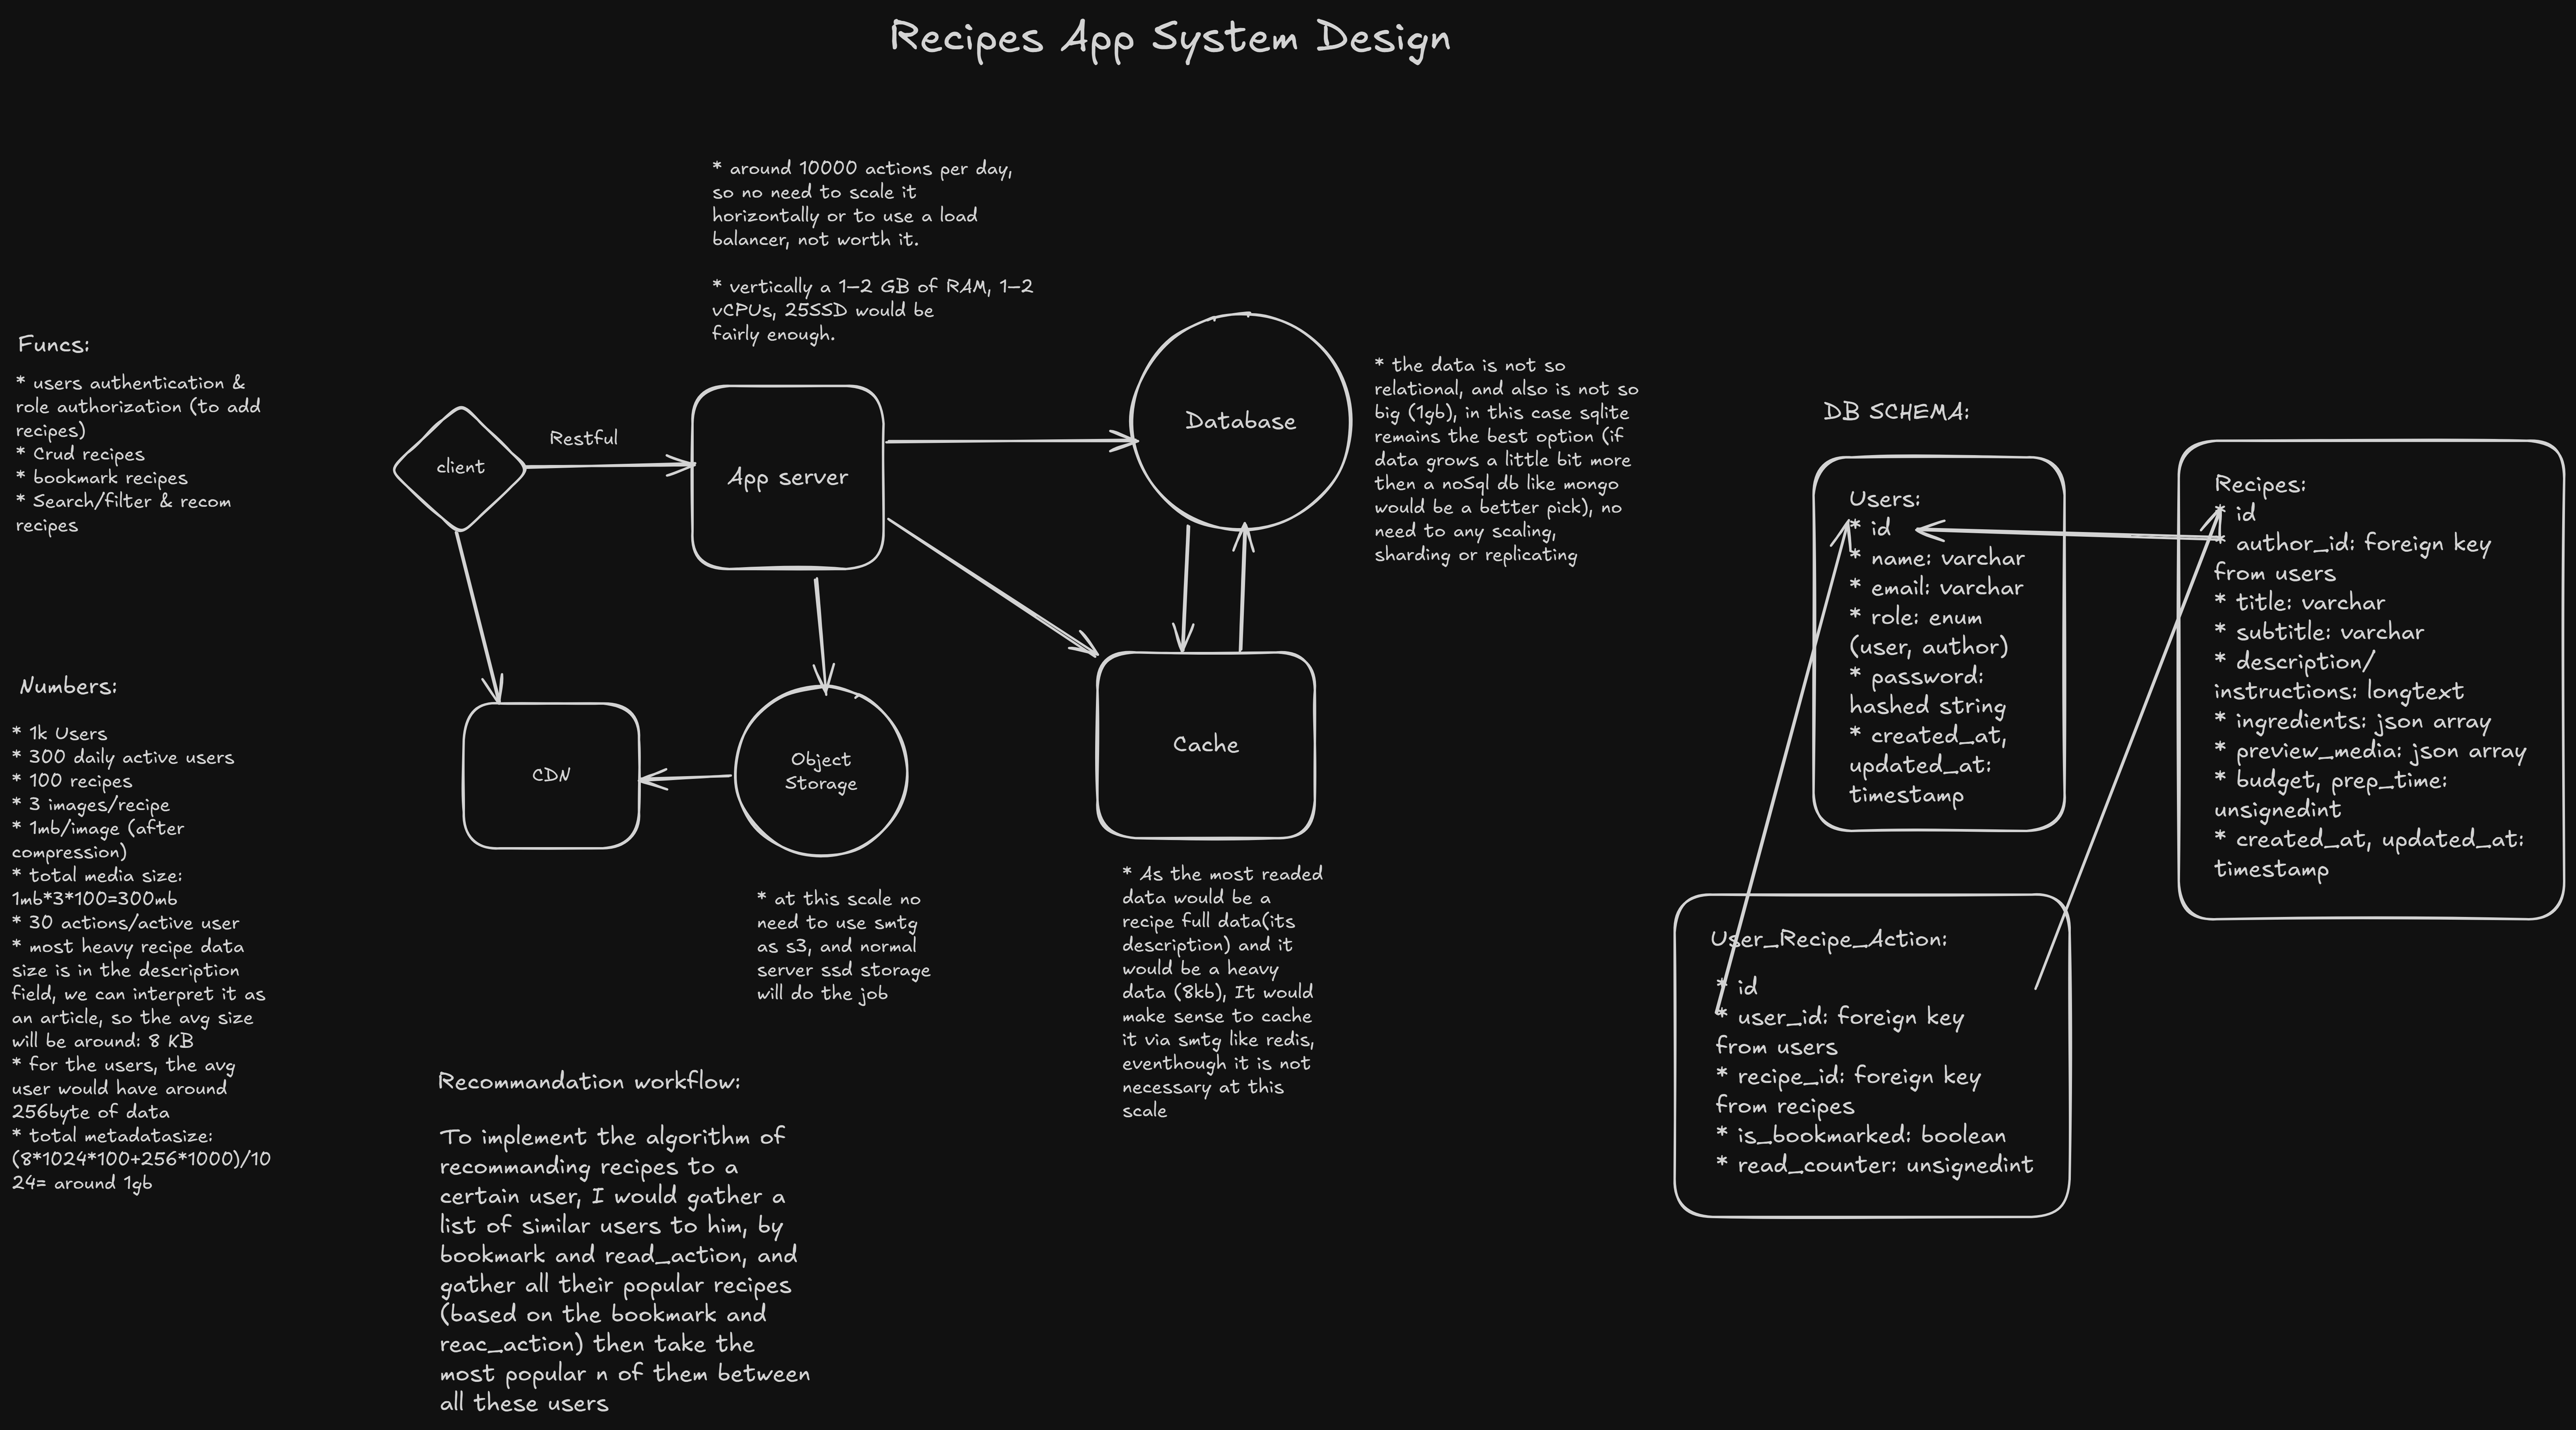 Recipes App System Design
* around 10000 actions per day,
so no need to scale it
horizontally or to use a load
balancer, not worth it.
* vertically a 1-2 GB of RAM, 1-2
vCPUs, 25SSD would be
fairly enough.
Funcs:
* users authentication &
role authorization (to add
recipes)
* Crud recipes
* bookmark recipes
* Search/filter & recom
recipes
client
Restful
App server
Database
* the data is not so
relational, and also is not so
big (1gb), in this case sqlite
remains the best option (if
data grows a little bit more
then a noSql db like mongo
would be a better pick), no
need to any scaling,
sharding or replicating
CDN
Object
Storage
Cache
* at this scale no
need to use smtg
as s3, and normal
server ssd storage
will do the job
* As the most readed
data would be a
recipe full data(its
description) and it
would be a heavy
data (8kb), It would
make sense to cache
it via smtg like redis,
eventhough it is not
necessary at this
scale
Numbers:
* 1k Users
* 300 daily active users
* 100 recipes
* 3 images/recipe
* 1mb/image (after
compression)
* total media size:
1mb*3*100=300mb
* 30 actions/active user
* most heavy recipe data
size is in the description
field, we can interpret it as
an article, so the avg size
will be around: 8 KB
* for the users, the avg
user would have around
256byte of data
* total metadatasize:
(8*1024*100+256*1000)/10
24= around 1gb
Recommandation workflow:
To implement the algorithm of
recommanding recipes to a
certain user, I would gather a
list of similar users to him, by
bookmark and read_action, and
gather all their popular recipes
(based on the bookmark and
reac_action) then take the
most popular n of them between
all these users
DB SCHEMA:
Users:
* id
* name: varchar
* email: varchar
* role: enum
(user, author)
* password:
hashed string
* created_at,
updated_at:
timestamp
Recipes:
* id
* author_id: foreign key
from users
* title: varchar
* subtitle: varchar
* description/
instructions: longtext
* ingredients: json array
* preview_media: json array
* budget, prep_time:
unsignedint
* created_at, updated_at:
timestamp
User_Recipe_Action:
* id
* user_id: foreign key
from users
* recipe_id: foreign key
from recipes
* is_bookmarked: boolean
* read_counter: unsignedint